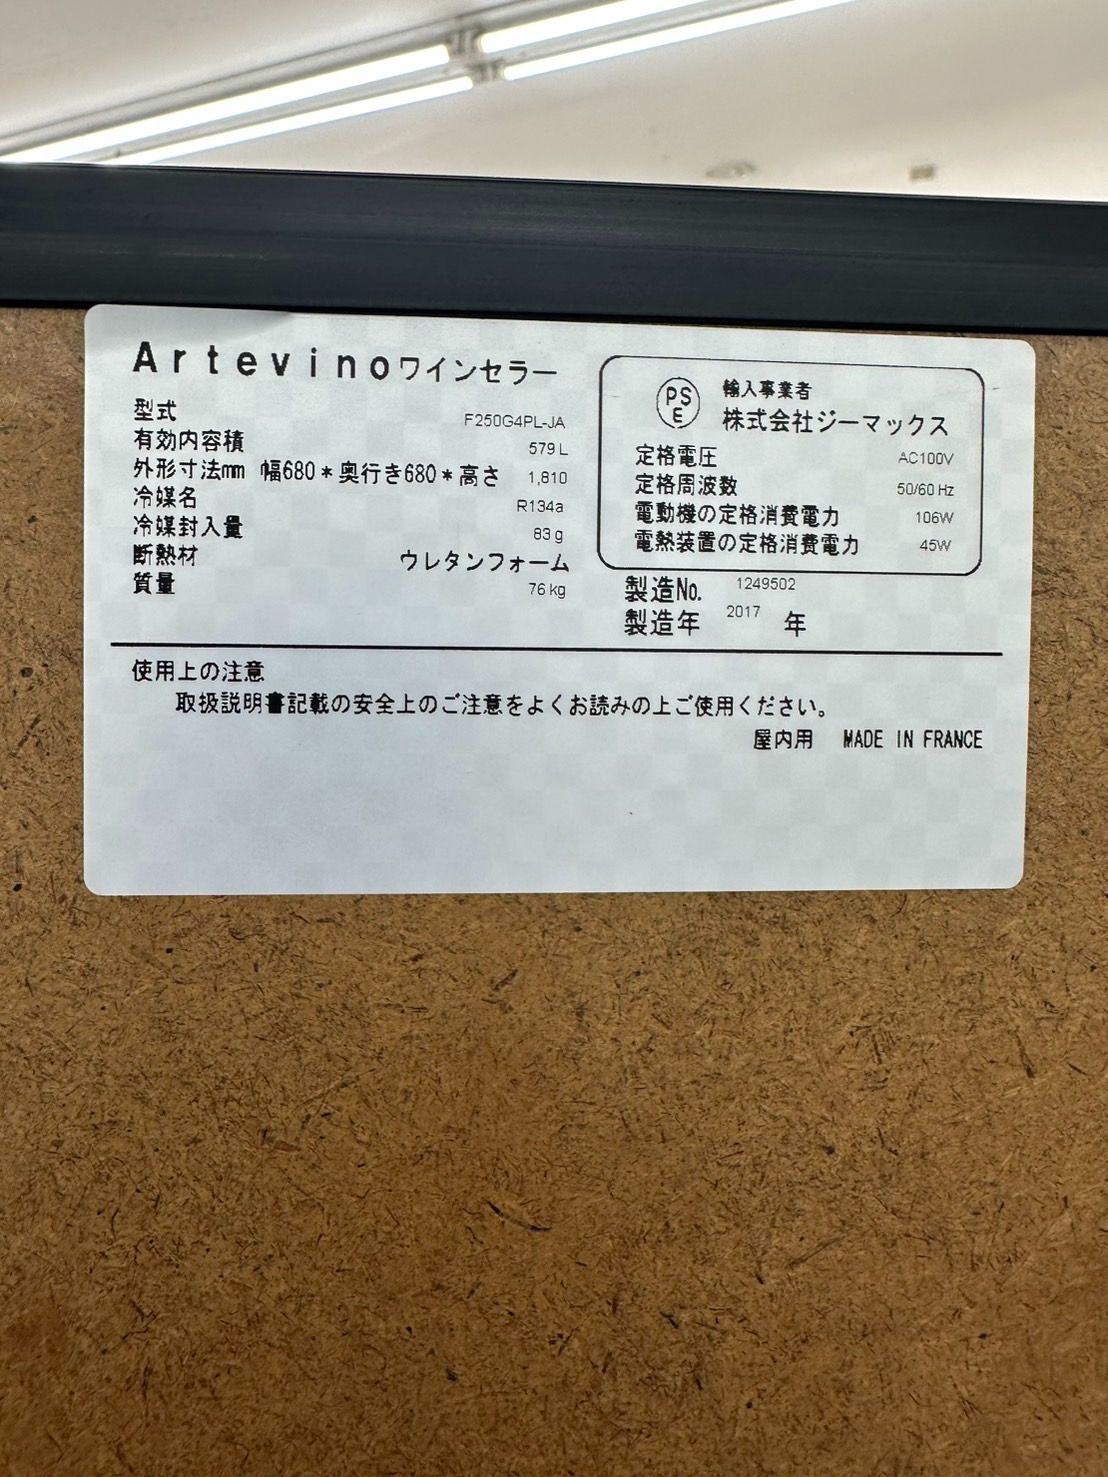 Artevinoワインセラー
型式 F250G4PL-JA
有効内容積 579 L
外形寸法mm 幅680*奥行き680*高さ 1,810
冷媒名 R134a
冷媒封入量 83 g
断熱材 ウレタンフォーム
質量 76 kg
PSE 輸入事業者
株式会社ジーマックス
定格電圧 AC100V
定格周波数 50/60 Hz
電動機の定格消費電力 106W
電熱装置の定格消費電力 45W
製造No. 1249502
製造年 2017 年
使用上の注意
取扱説明書記載の安全上のご注意をよくお読みの上ご使用ください。
屋内用 MADE IN FRANCE